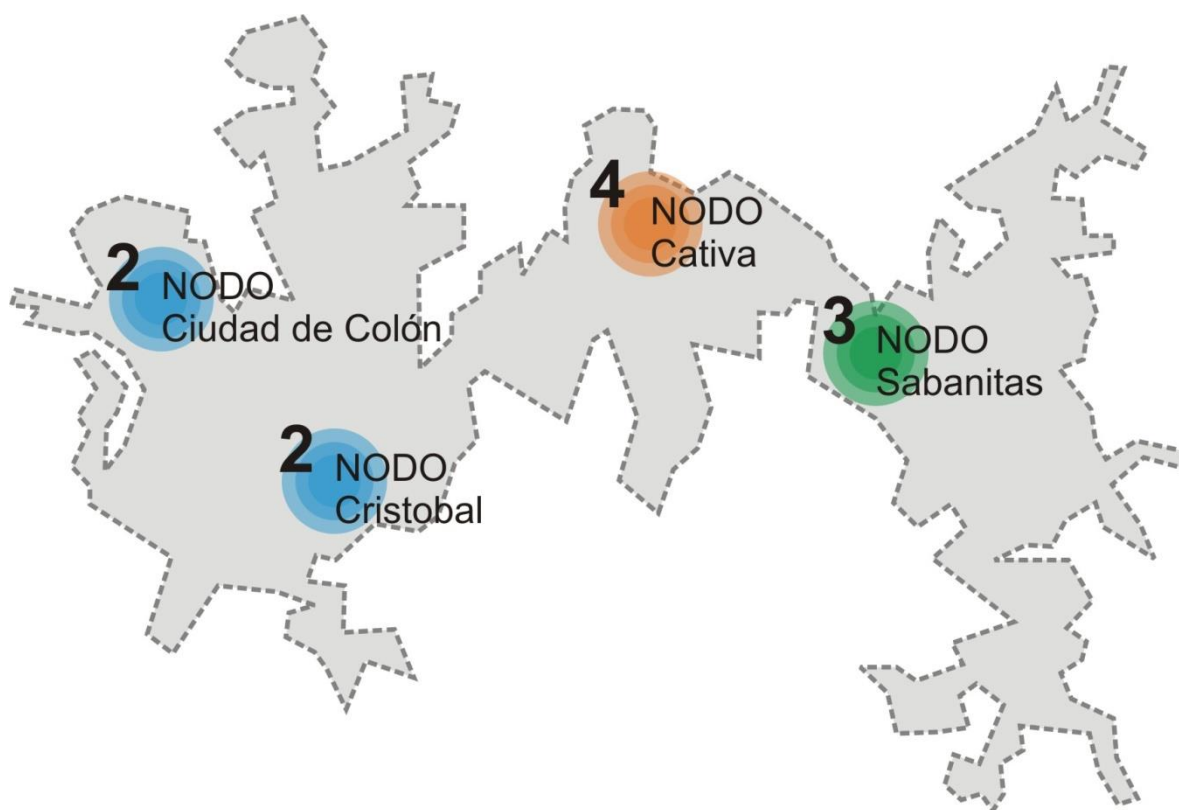 4
NODO
Cativa
2
NODO
Ciudad de Colón
3
NODO
Sabanitas
2
NODO
Cristobal